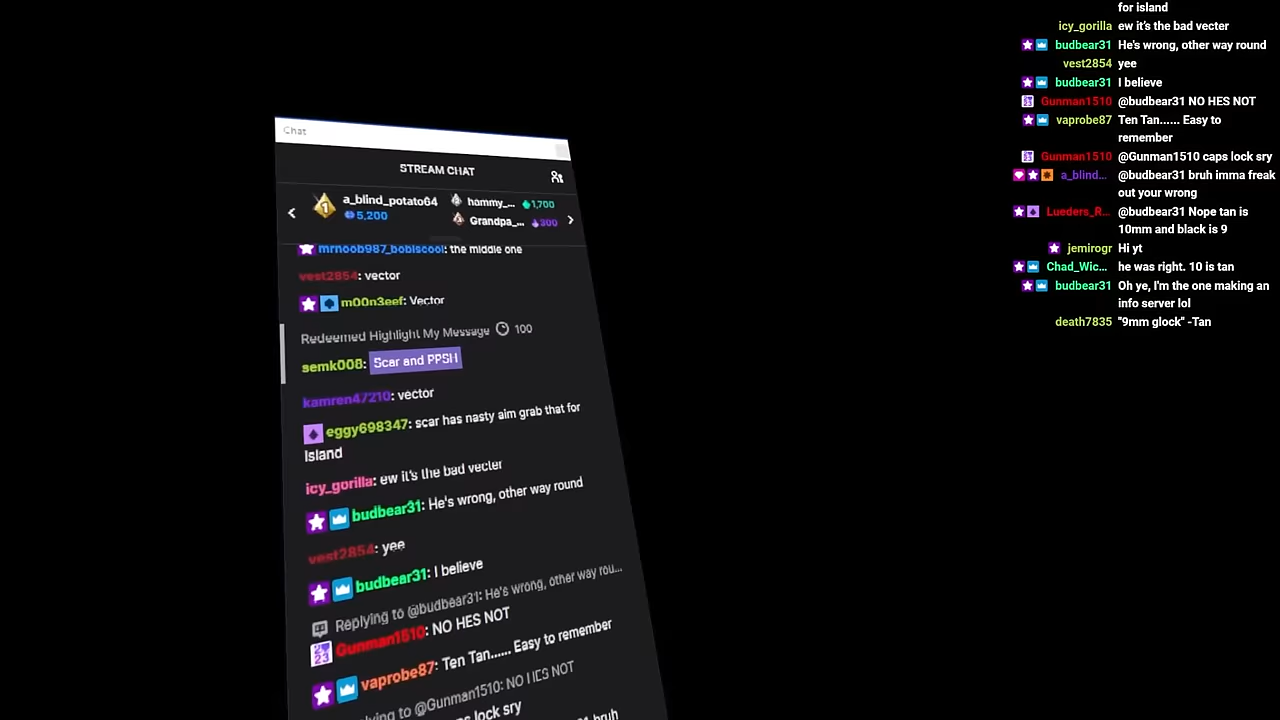 Chat
STREAM CHAT
a_blind_potato64
5,200
hammy_...
1,700
Grandpa_...
300
1
mrnoob987_bobiscool: the middle one
vest2854: vector
m00n3eef: Vector
Redeemed Highlight My Message 100
semk008: Scar and PPSH
kamren47210: vector
eggy698347: scar has nasty aim grab that for
Island
icy_gorilla: ew it's the bad vecter
budbear31: He's wrong, other way round
vest2854: yee
budbear31: I believe
Replying to @budbear31: He's wrong, other way rou...
Gunman1510: NO HES NOT
vaprobe87: Ten Tan...... Easy to remember
lying to @Gunman1510: NO HES NOT
lock sry
bruh
for island
icy_gorilla ew it's the bad vecter
budbear31 He's wrong, other way round
vest2854 yee
budbear31 I believe
Gunman1510 @budbear31 NO HES NOT
vaprobe87 Ten Tan...... Easy to
remember
Gunman1510 @Gunman1510 caps lock sry
a_blind... @budbear31 bruh imma freak
out your wrong
Lueders_R... @budbear31 Nope tan is
10mm and black is 9
jemirogr Hi yt
Chad_Wic... he was right. 10 is tan
budbear31 Oh ye, I'm the one making an
info server lol
death7835 "9mm glock" -Tan